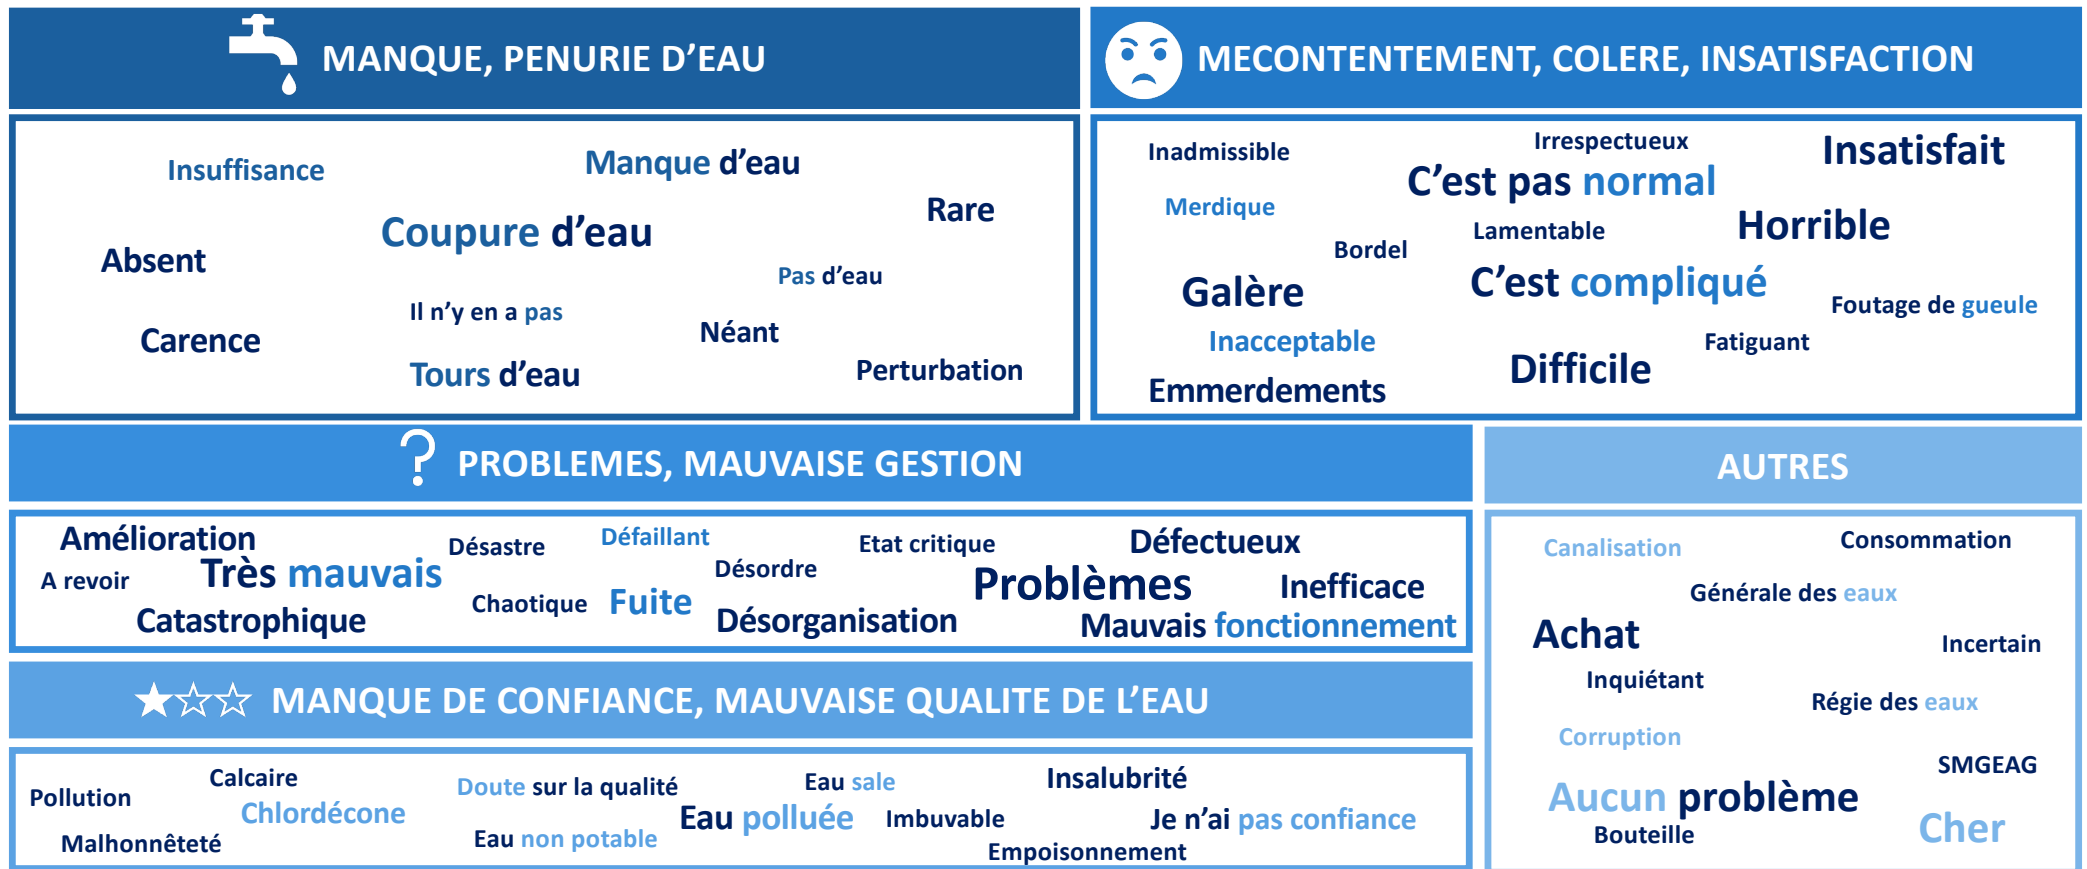 MANQUE, PENURIE D’EAU
Insuffisance
Manque d’eau
Rare
Coupure d’eau
Absent
Pas d’eau
Il n’y en a pas
Néant
Carence
Tours d’eau
Perturbation
MECONTENTEMENT, COLERE, INSATISFACTION
Inadmissible
Irrespectueux
Insatisfait
C’est pas normal
Merdique
Horrible
Lamentable
Bordel
C’est compliqué
Galère
Foutage de gueule
Inacceptable
Fatiguant
Difficile
Emmerdements
? PROBLEMES, MAUVAISE GESTION
Amélioration
Désastre
Défaillant
Etat critique
Défectueux
A revoir
Très mauvais
Désordre
Problèmes
Inefficace
Chaotique
Fuite
Catastrophique
Désorganisation
Mauvais fonctionnement
MANQUE DE CONFIANCE, MAUVAISE QUALITE DE L’EAU
Pollution
Calcaire
Doute sur la qualité
Eau sale
Insalubrité
Chlordécone
Eau polluée
Imbuvable
Je n’ai pas confiance
Malhonnêteté
Eau non potable
Empoisonnement
AUTRES
Canalisation
Consommation
Générale des eaux
Achat
Incertain
Inquiétant
Régie des eaux
Corruption
SMGEAG
Aucun problème
Bouteille
Cher